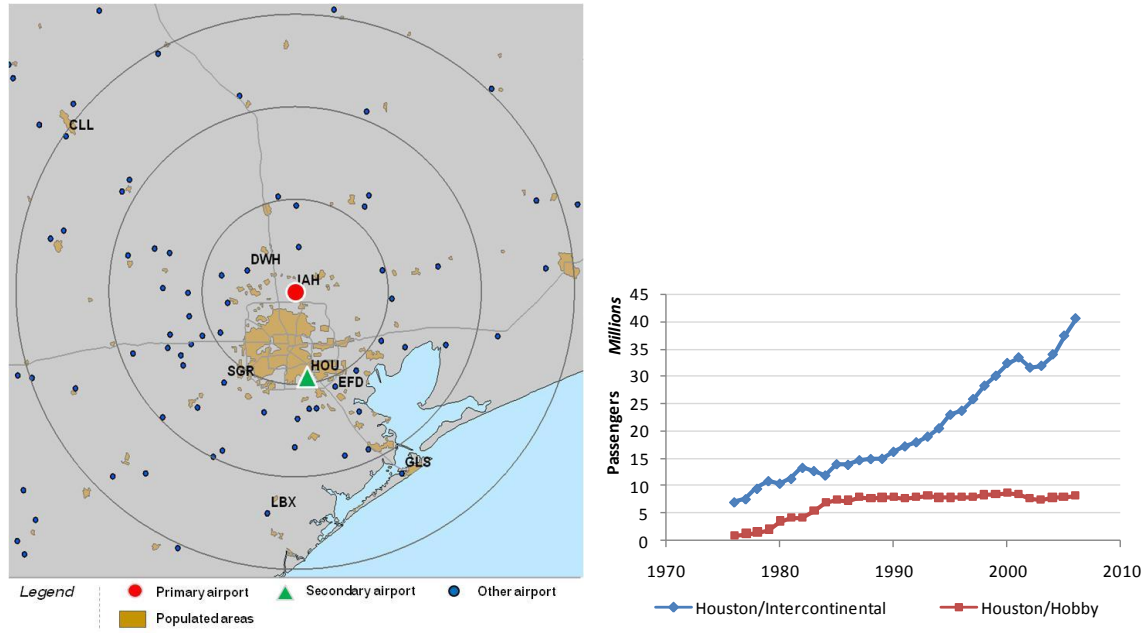 CLL
DWH
IAH
HOU
SGR
EFD
GLS
LBX
Legend
Primary airport
Secondary airport
Other airport
Populated areas
Passengers Millions
45
40
35
30
25
20
15
10
5
0
1970 1980 1990 2000 2010
Houston/Intercontinental Houston/Hobby